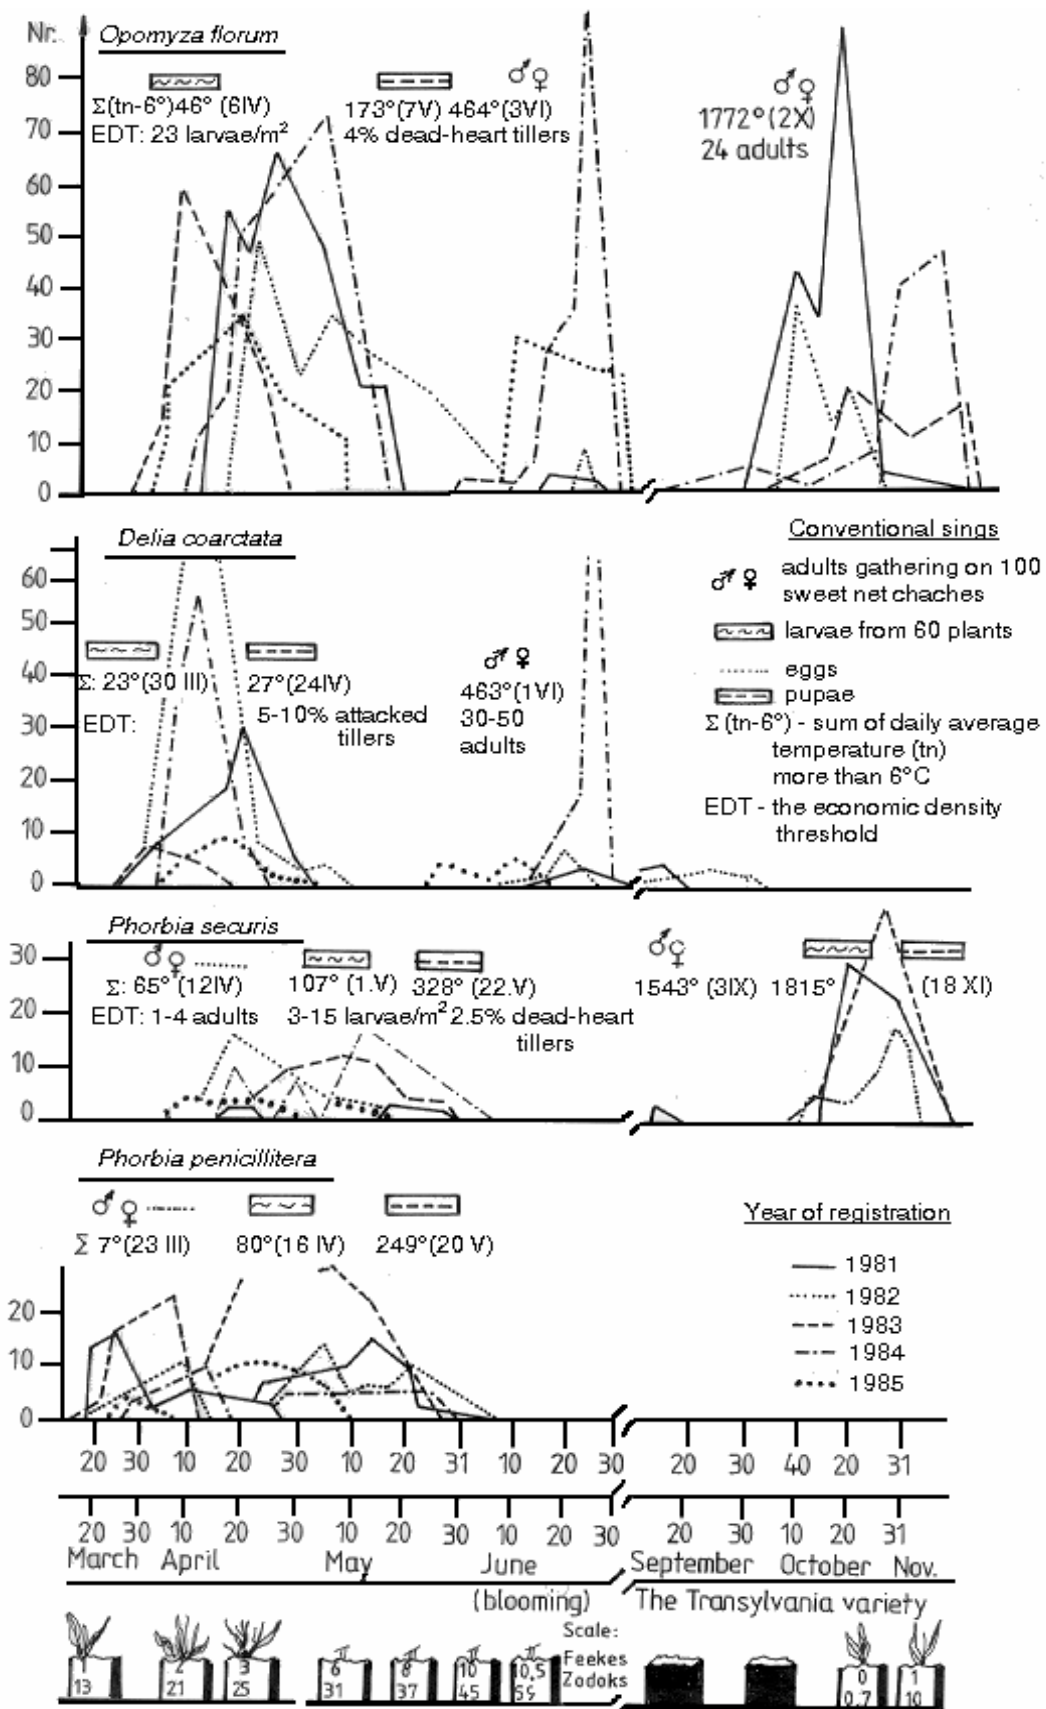 Nr.
Opomyza florum
80
70
60
50
40
30
20
10
0
Σ(tn-6°)46° (6IV)
EDT: 23 larvae/m²
173°(7V) 464°(3VI)
4% dead-heart tillers
♂♀
♂♀
1772°(2X)
24 adults
Delia coarctata
60
50
40
30
20
10
0
Σ: 23°(30 III)
EDT:
27°(24IV)
5-10% attacked
tillers
♂♀
463°(1VI)
30-50
adults
Conventional sings
♂♀ adults gathering on 100
sweet net chaches
larvae from 60 plants
eggs
pupae
Σ (tn-6°) - sum of daily average
temperature (tn)
more than 6°C
EDT - the economic density
threshold
Phorbia securis
30
20
10
0
♂♀
Σ: 65° (12IV)
EDT: 1-4 adults
107° (1.V)
3-15 larvae/m²
328° (22.V)
2.5% dead-heart
tillers
♂♀
1543° (3IX)
1815°
(18 XI)
Phorbia penicillitera
20
10
0
♂♀
Σ 7°(23 III)
80°(16 IV)
249°(20 V)
Year of registration
1981
1982
1983
1984
1985
20 30 10 20 30 10 20 31 10 20 30 20 30 40 20 31
20 30 10 20 30 10 20 30 10 20 30 20 30 10 20 31
March April May June September October Nov.
(blooming) The Transylvania variety
Scale:
Feekes
Zodoks
1
13
2
21
3
25
6
31
8
37
10
45
10,5
59
0
0.7
1
10